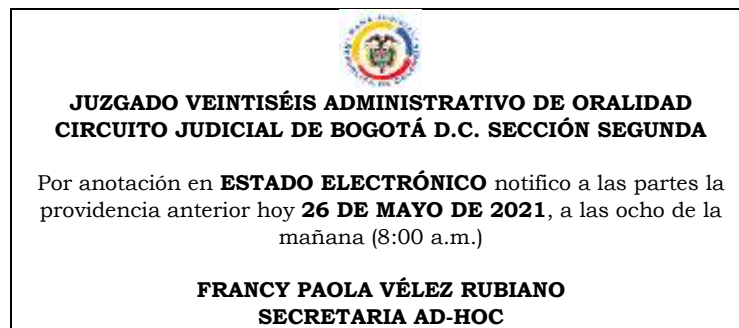 JUZGADO VEINTISÉIS ADMINISTRATIVO DE ORALIDAD
CIRCUITO JUDICIAL DE BOGOTÁ D.C. SECCIÓN SEGUNDA
Por anotación en ESTADO ELECTRÓNICO notifico a las partes la
providencia anterior hoy 26 DE MAYO DE 2021, a las ocho de la
mañana (8:00 a.m.)
FRANCY PAOLA VÉLEZ RUBIANO
SECRETARIA AD-HOC